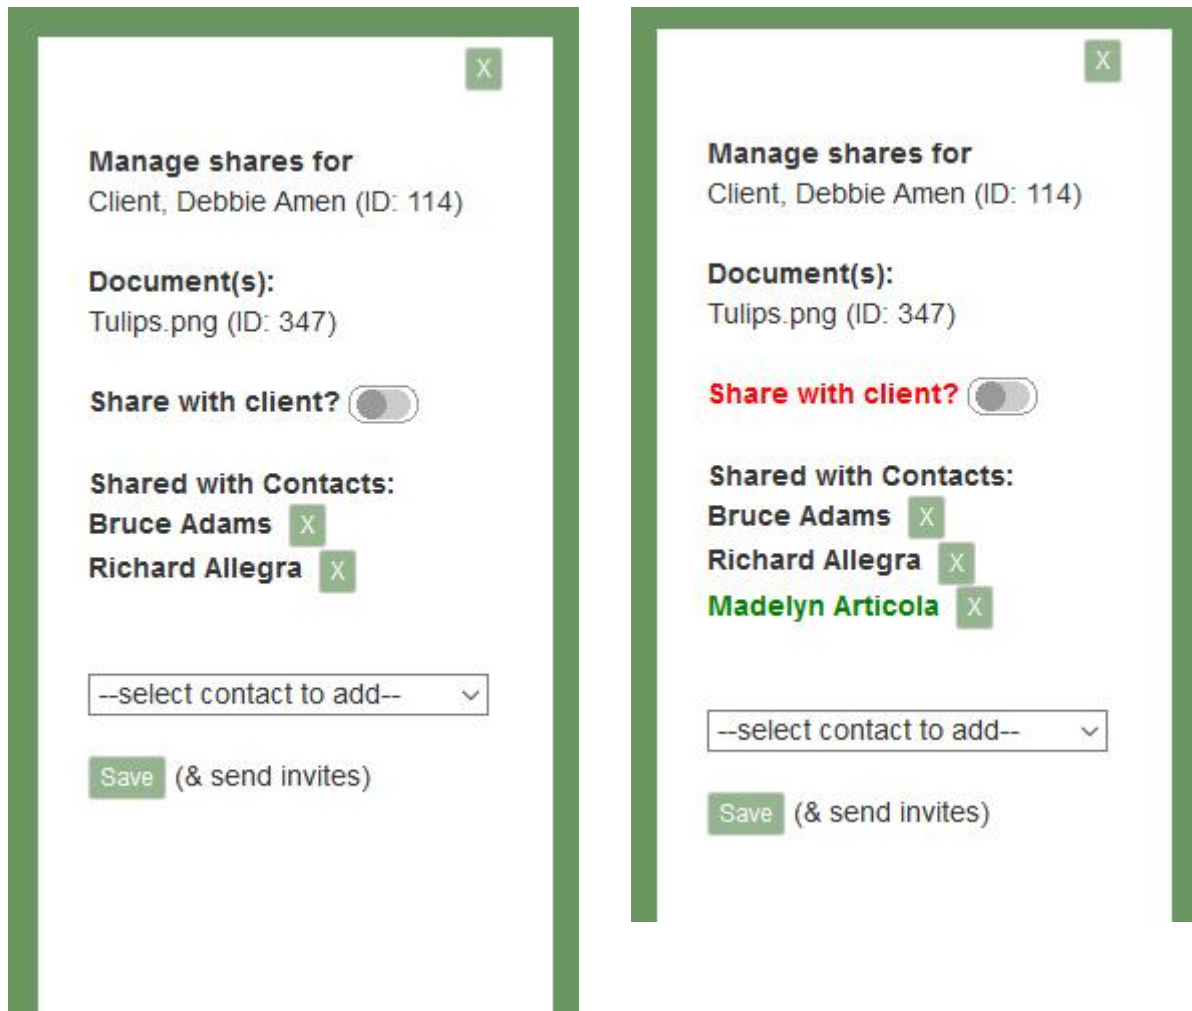 X
Manage shares for
Client, Debbie Amen (ID: 114)
Document(s):
Tulips.png (ID: 347)
Share with client?
Shared with Contacts:
Bruce Adams X
Richard Allegra X
--select contact to add--
Save (& send invites)
X
Manage shares for
Client, Debbie Amen (ID: 114)
Document(s):
Tulips.png (ID: 347)
Share with client?
Shared with Contacts:
Bruce Adams X
Richard Allegra X
Madelyn Articola X
--select contact to add--
Save (& send invites)